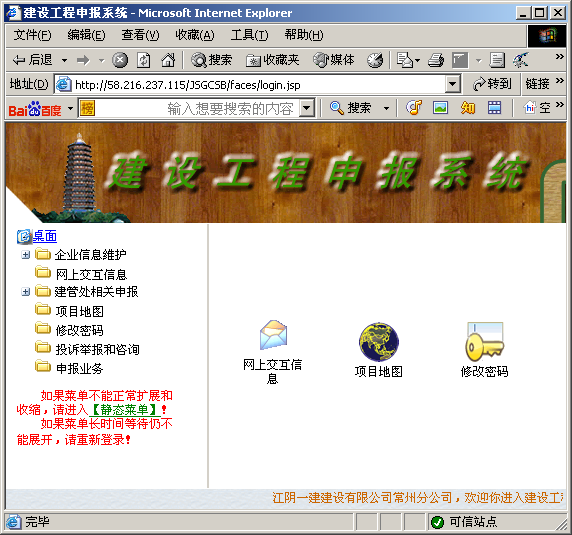 建设工程申报系统 - Microsoft Internet Explorer
文件(F) 编辑(E) 查看(V) 收藏(A) 工具(T) 帮助(H)
后退 搜索 收藏夹 媒体
地址(D) http://58.216.237.115/JSGCSB/faces/login.jsp 转到 链接
Bai百度 榜 输入想要搜索的内容 搜索 知 hi 空
建设工程申报系统
桌面
企业信息维护
网上交互信息
建管处相关申报
项目地图
修改密码
投诉举报和咨询
申报业务
如果菜单不能正常扩展和
收缩，请进入【静态菜单】！
如果菜单长时间等待仍不
能展开，请重新登录！
网上交互信
息
项目地图
修改密码
江阴一建建设有限公司常州分公司，欢迎你进入建设工
完毕 可信站点